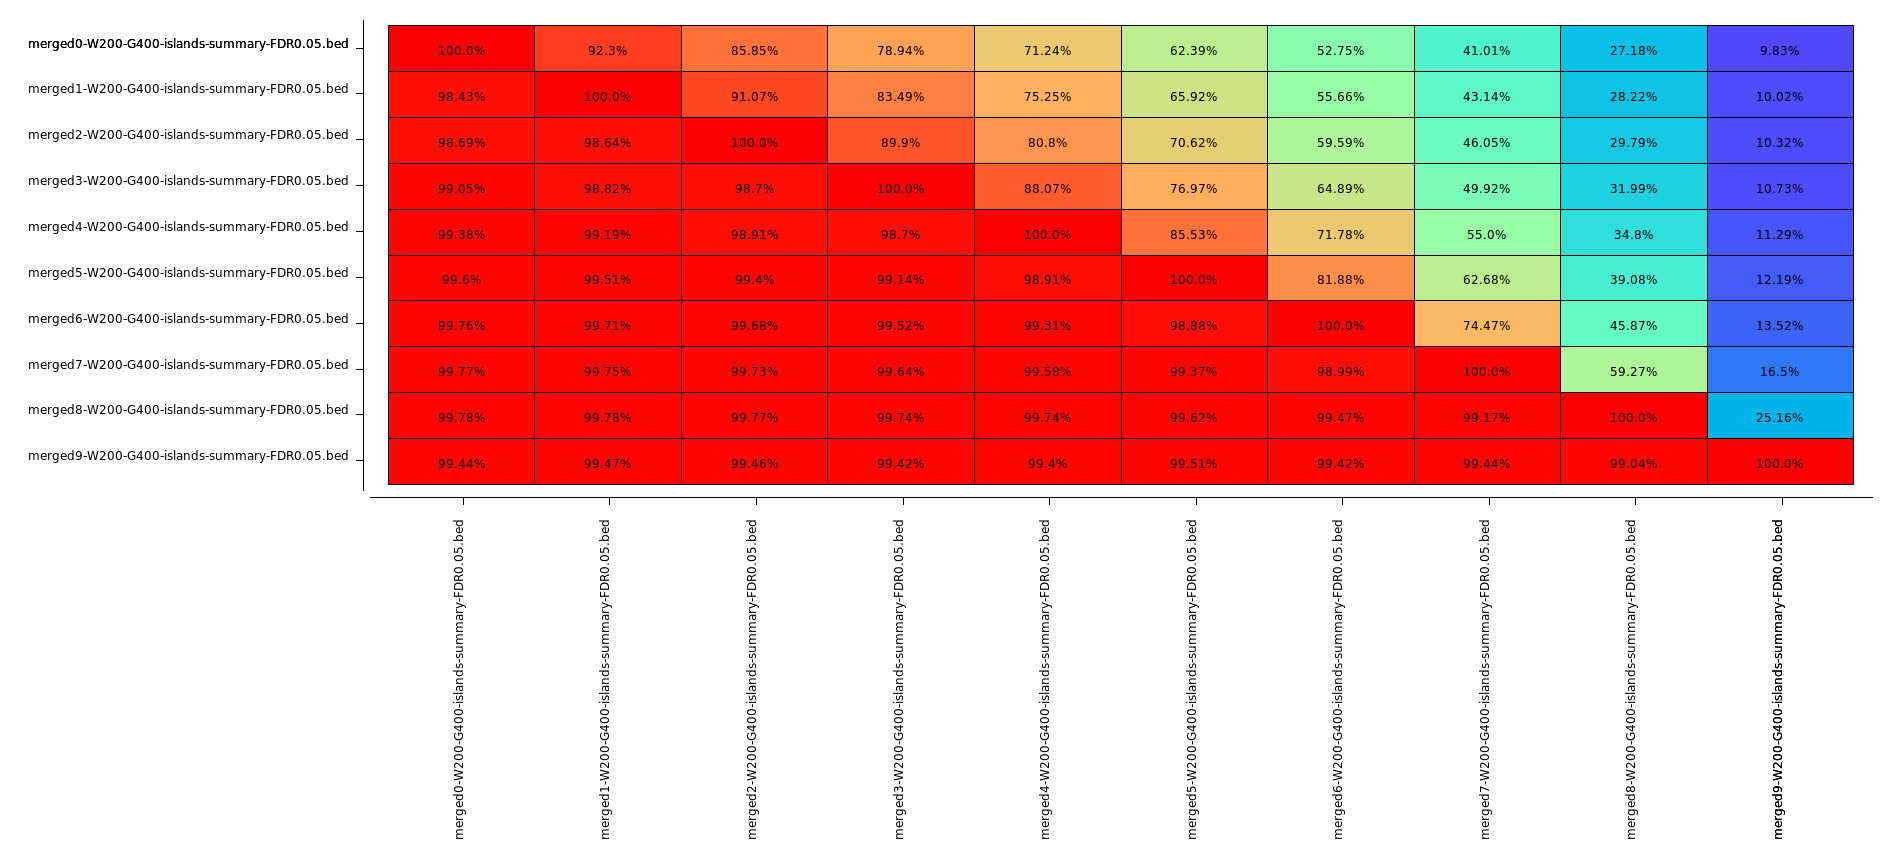 merged0-W200-G400-islands-summary-FDR0.05.bed 100.0% 92.3% 85.85% 78.94% 71.24% 62.39% 52.75% 41.01% 27.18% 9.83%
merged1-W200-G400-islands-summary-FDR0.05.bed 98.43% 100.0% 91.07% 83.49% 75.25% 65.92% 55.66% 43.14% 28.22% 10.02%
merged2-W200-G400-islands-summary-FDR0.05.bed 98.69% 98.64% 100.0% 89.9% 80.8% 70.62% 59.59% 46.05% 29.79% 10.32%
merged3-W200-G400-islands-summary-FDR0.05.bed 99.05% 98.82% 98.7% 100.0% 88.07% 76.97% 64.89% 49.92% 31.99% 10.73%
merged4-W200-G400-islands-summary-FDR0.05.bed 99.38% 99.19% 98.91% 98.7% 100.0% 85.53% 71.78% 55.0% 34.8% 11.29%
merged5-W200-G400-islands-summary-FDR0.05.bed 99.6% 99.51% 99.4% 99.14% 98.91% 100.0% 81.88% 62.68% 39.08% 12.19%
merged6-W200-G400-islands-summary-FDR0.05.bed 99.76% 99.71% 99.68% 99.52% 99.31% 98.88% 100.0% 74.47% 45.87% 13.52%
merged7-W200-G400-islands-summary-FDR0.05.bed 99.77% 99.75% 99.73% 99.64% 99.58% 99.37% 98.99% 100.0% 59.27% 16.5%
merged8-W200-G400-islands-summary-FDR0.05.bed 99.78% 99.78% 99.77% 99.74% 99.74% 99.62% 99.47% 99.17% 100.0% 25.16%
merged9-W200-G400-islands-summary-FDR0.05.bed 99.44% 99.47% 99.46% 99.42% 99.4% 99.51% 99.42% 99.44% 99.04% 100.0%
merged0-W200-G400-islands-summary-FDR0.05.bed
merged1-W200-G400-islands-summary-FDR0.05.bed
merged2-W200-G400-islands-summary-FDR0.05.bed
merged3-W200-G400-islands-summary-FDR0.05.bed
merged4-W200-G400-islands-summary-FDR0.05.bed
merged5-W200-G400-islands-summary-FDR0.05.bed
merged6-W200-G400-islands-summary-FDR0.05.bed
merged7-W200-G400-islands-summary-FDR0.05.bed
merged8-W200-G400-islands-summary-FDR0.05.bed
merged9-W200-G400-islands-summary-FDR0.05.bed